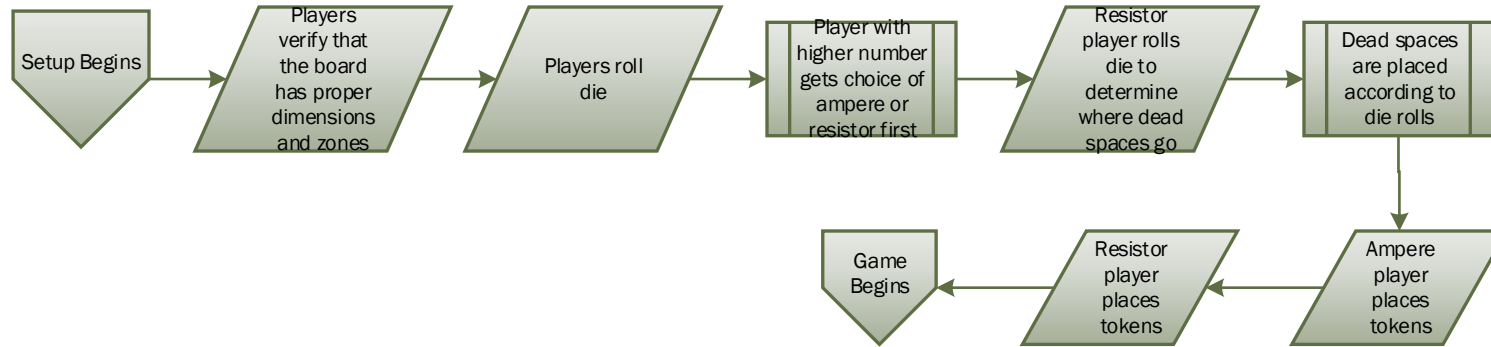 Setup Begins
Players
verify that
the board
has proper
dimensions
and zones
Players roll
die
Player with
higher number
gets choice of
ampere or
resistor first
Resistor
player rolls
die to
determine
where dead
spaces go
Dead spaces
are placed
according to
die rolls
Ampere
player
places
tokens
Resistor
player
places
tokens
Game
Begins